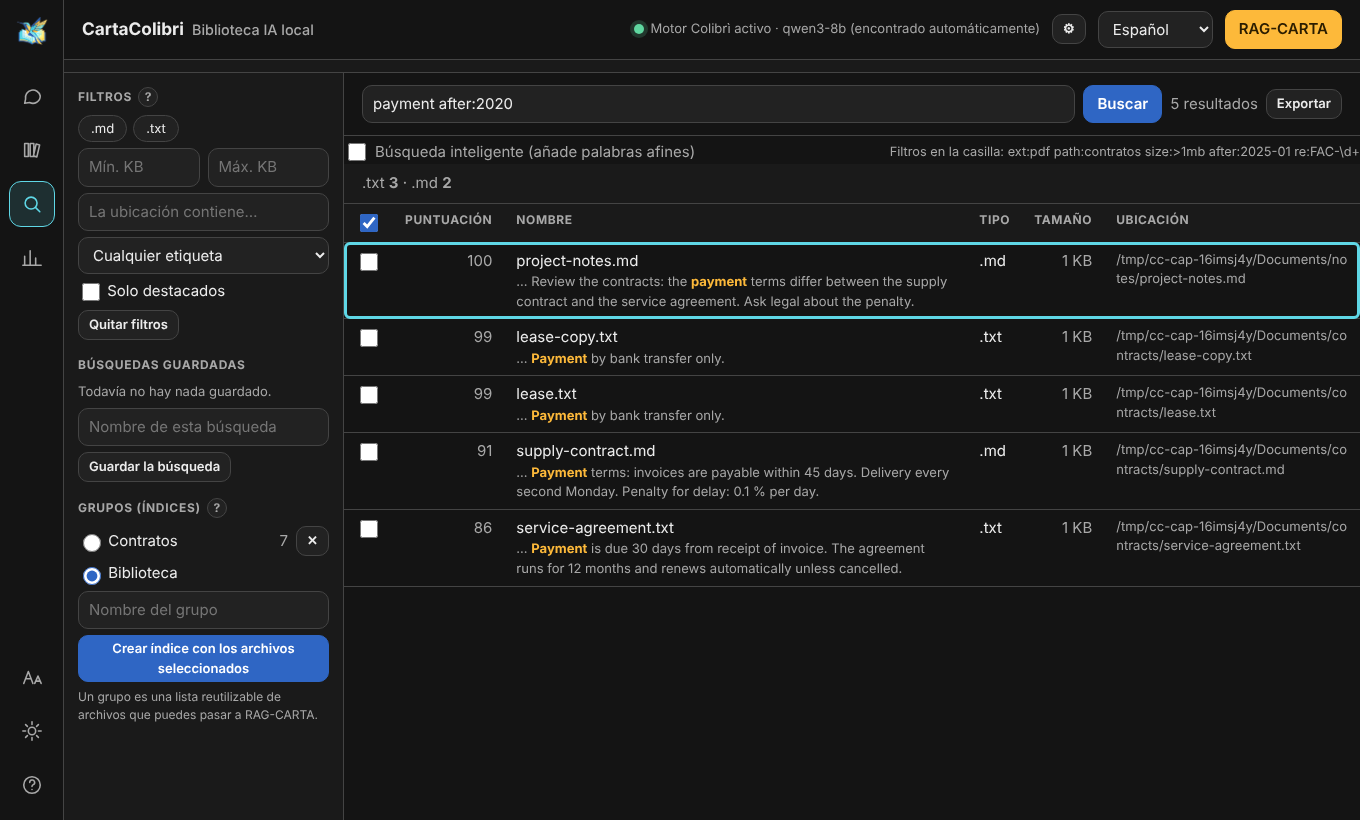 CartaColibri Biblioteca IA local
Motor Colibrì activo · qwen3-8b (encontrado automáticamente)
Español
RAG-CARTA
FILTROS ?
.md .txt
Mín. KB Máx. KB
La ubicación contiene...
Cualquier etiqueta
Solo destacados
Quitar filtros
BÚSQUEDAS GUARDADAS
Todavía no hay nada guardado.
Nombre de esta búsqueda
Guardar la búsqueda
GRUPOS (ÍNDICES) ?
Contratos 7 ✕
Biblioteca
Nombre del grupo
Crear índice con los archivos
seleccionados
Un grupo es una lista reutilizable de
archivos que puedes pasar a RAG-CARTA.
AA
?
payment after:2020
Buscar 5 resultados Exportar
Búsqueda inteligente (añade palabras afines)
Filtros en la casilla: ext:pdf path:contratos size:>1mb after:2025-01 re:FAC-\d+
.txt 3 · .md 2
PUNTUACIÓN NOMBRE TIPO TAMAÑO UBICACIÓN
100 project-notes.md .md 1 KB /tmp/cc-cap-16imsj4y/Documents/no
tes/project-notes.md
... Review the contracts: the payment terms differ between the supply
contract and the service agreement. Ask legal about the penalty.
99 lease-copy.txt .txt 1 KB /tmp/cc-cap-16imsj4y/Documents/co
ntracts/lease-copy.txt
... Payment by bank transfer only.
99 lease.txt .txt 1 KB /tmp/cc-cap-16imsj4y/Documents/co
ntracts/lease.txt
... Payment by bank transfer only.
91 supply-contract.md .md 1 KB /tmp/cc-cap-16imsj4y/Documents/co
ntracts/supply-contract.md
... Payment terms: invoices are payable within 45 days. Delivery every
second Monday. Penalty for delay: 0.1 % per day.
86 service-agreement.txt .txt 1 KB /tmp/cc-cap-16imsj4y/Documents/co
ntracts/service-agreement.txt
... Payment is due 30 days from receipt of invoice. The agreement
runs for 12 months and renews automatically unless cancelled.